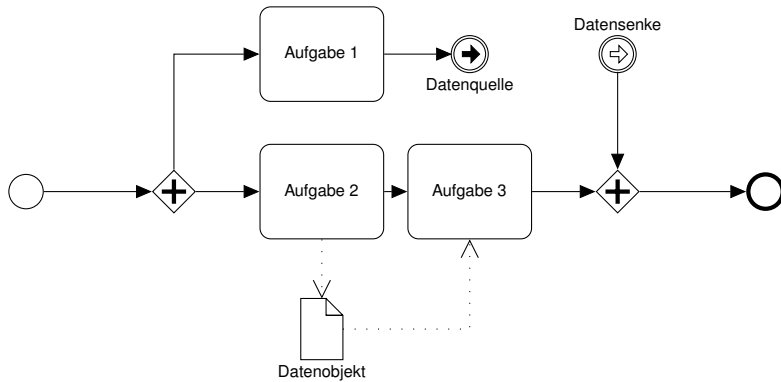 Datensenke
Aufgabe 1
Datenquelle
Aufgabe 2
Aufgabe 3
Datenobjekt